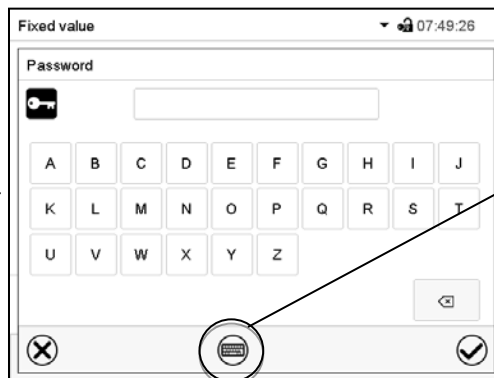 Fixed value 07:49:26
Password
A B C D E F G H I J
K L M N O P Q R S T
U V W X Y Z